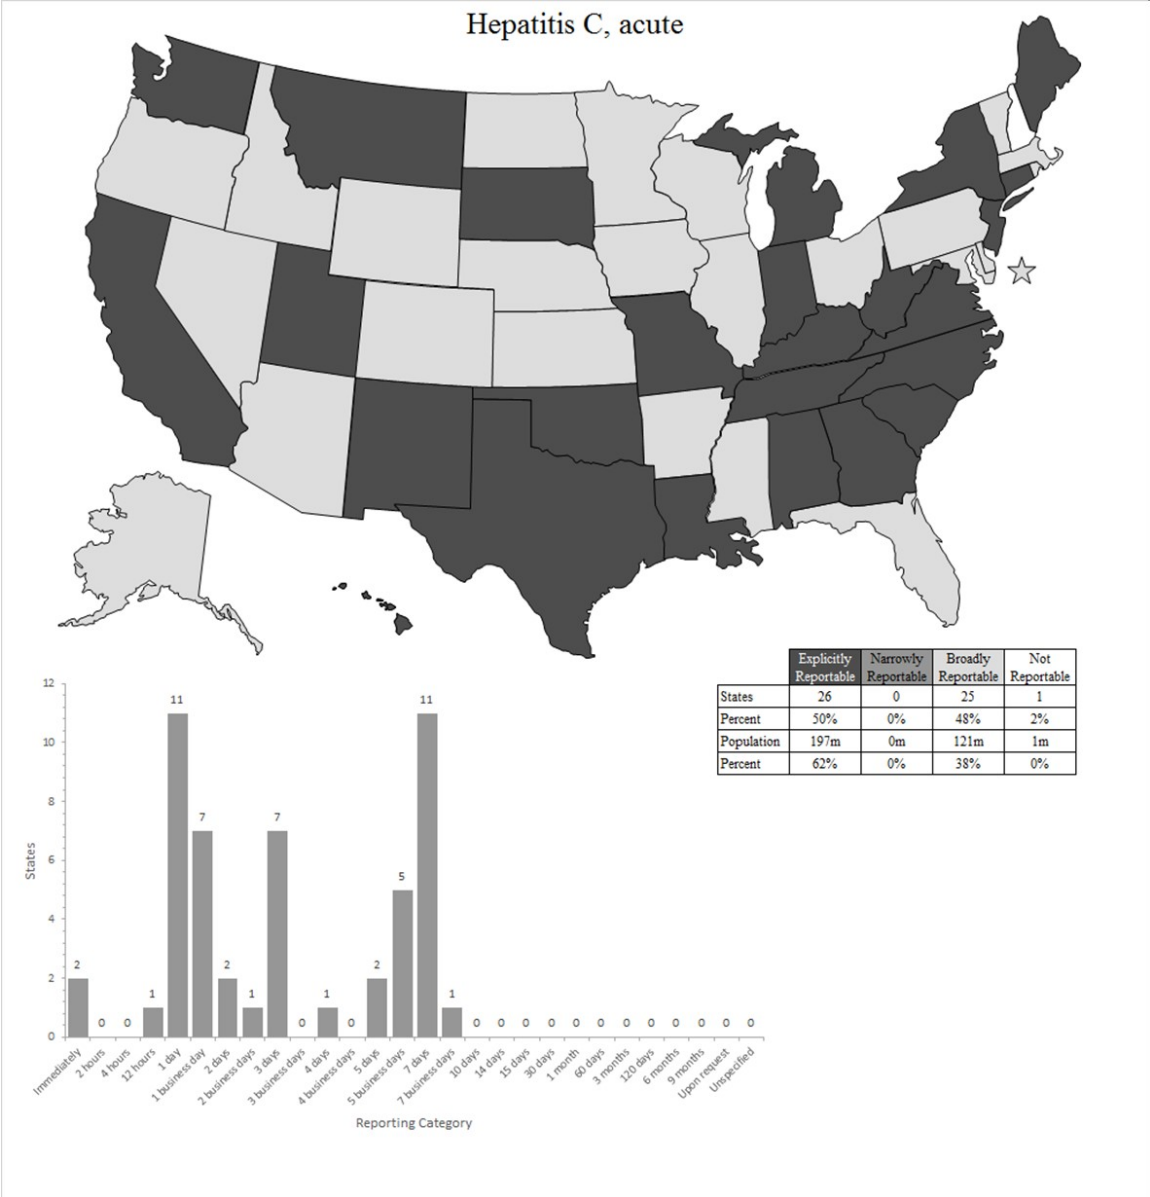 Hepatitis C, acute
Explicitly Reportable Narrowly Reportable Broadly Reportable Not Reportable
States 26 0 25 1
Percent 50% 0% 48% 2%
Population 197m 0m 121m 1m
Percent 62% 0% 38% 0%
12
10
8
6
4
2
0
States
2 0 0 1 11 7 2 1 7 0 1 0 2 5 11 1 0 0 0 0 0 0 0 0 0 0 0 0
Immediately
2 hours
4 hours
12 hours
1 day
1 business day
2 days
2 business days
3 days
3 business days
4 days
4 business days
5 days
5 business days
7 days
7 business days
10 days
14 days
15 days
30 days
1 month
60 days
3 months
120 days
6 months
9 months
Upon request
Unspecified
Reporting Category